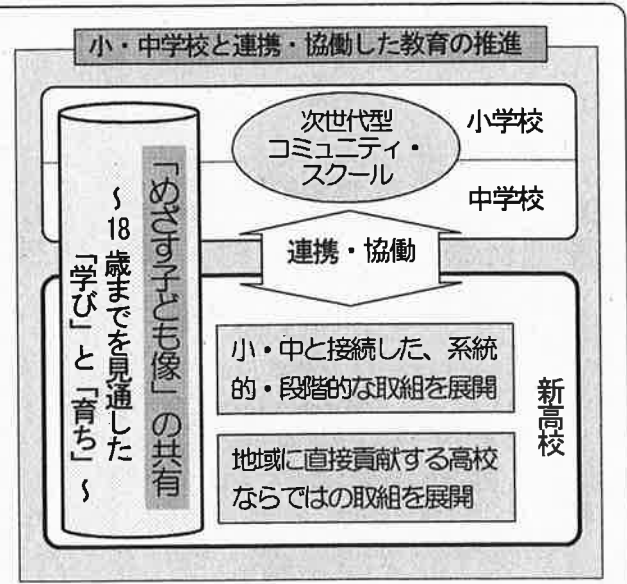 小・中学校と連携・協働した教育の推進
次世代型
コミュニティ・
スクール
小学校
中学校
「めざす子ども像」の共有
~18歳までを見通した
「学び」と「育ち」~
連携・協働
小・中と接続した、系統
的・段階的な取組を展開
地域に直接貢献する高校
ならではの取組を展開
新高校